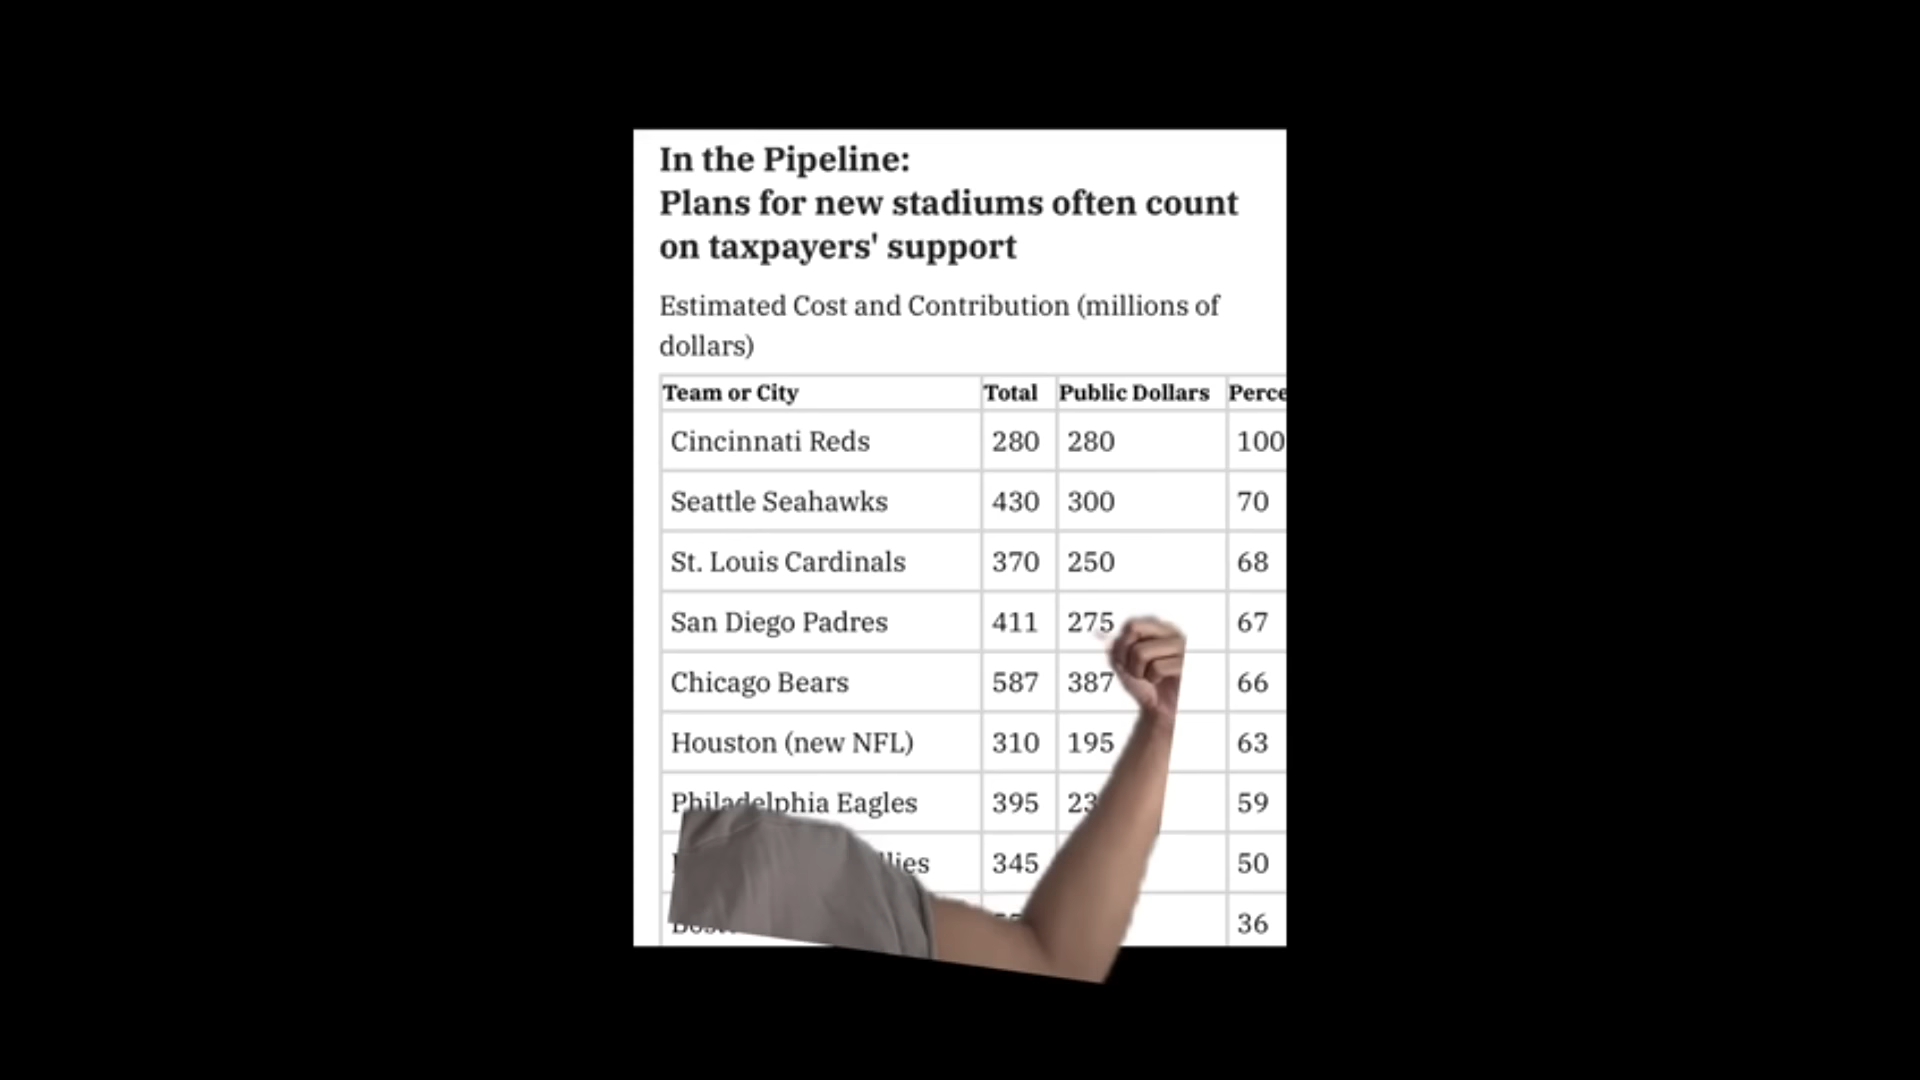 In the Pipeline:
Plans for new stadiums often count
on taxpayers' support
Estimated Cost and Contribution (millions of
dollars)
Team or City Total Public Dollars Perce
Cincinnati Reds 280 280 100
Seattle Seahawks 430 300 70
St. Louis Cardinals 370 250 68
San Diego Padres 411 275 67
Chicago Bears 587 387 66
Houston (new NFL) 310 195 63
Philadelphia Eagles 395 59
345 50
36